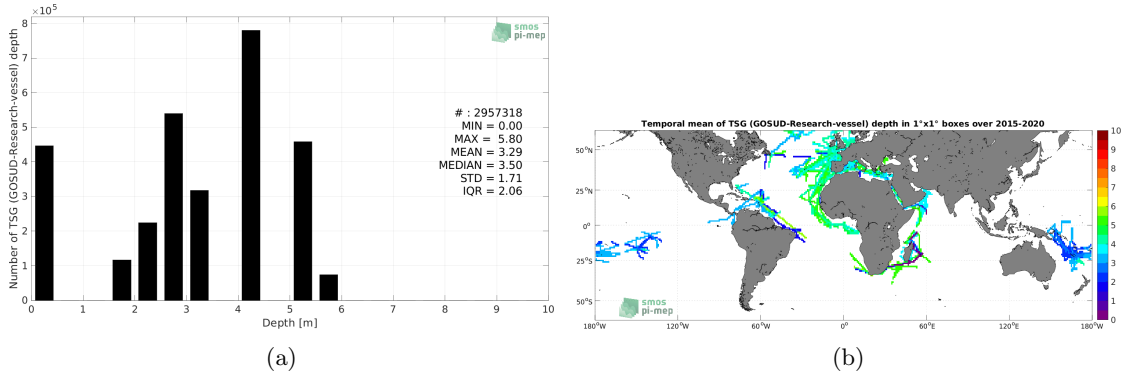 ×10⁵
8
7
6
5
4
3
2
1
0
Number of TSG (GOSUD-Research-vessel) depth
smos
pi-mep
# : 2957318
MIN = 0.00
MAX = 5.80
MEAN = 3.29
MEDIAN = 3.50
STD = 1.71
IQR = 2.06
0 1 2 3 4 5 6 7 8 9 10
Depth [m]
(a)
Temporal mean of TSG (GOSUD-Research-vessel) depth in 1°x1° boxes over 2015-2020
50°N
25°N
0°
25°S
50°S
smos
pi-mep
180°W 120°W 60°W 0° 60°E 120°E 180°W
10
9
8
7
6
5
4
3
2
1
0
(b)